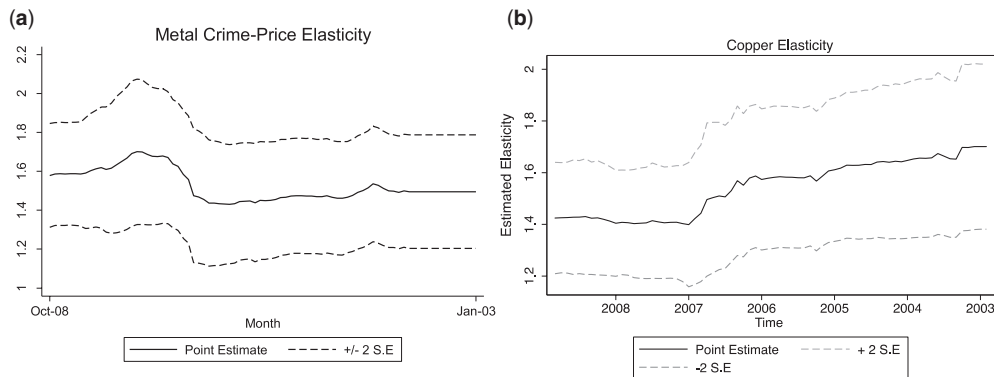 (a)
Metal Crime-Price Elasticity
2.2
2
1.8
1.6
1.4
1.2
1
Oct-08
Jan-03
Month
Point Estimate
+/- 2 S.E
(b)
Copper Elasticity
Estimated Elasticity
2
1.8
1.6
1.4
1.2
2008
2007
2006
2005
2004
2003
Time
Point Estimate
+ 2 S.E
-2 S.E